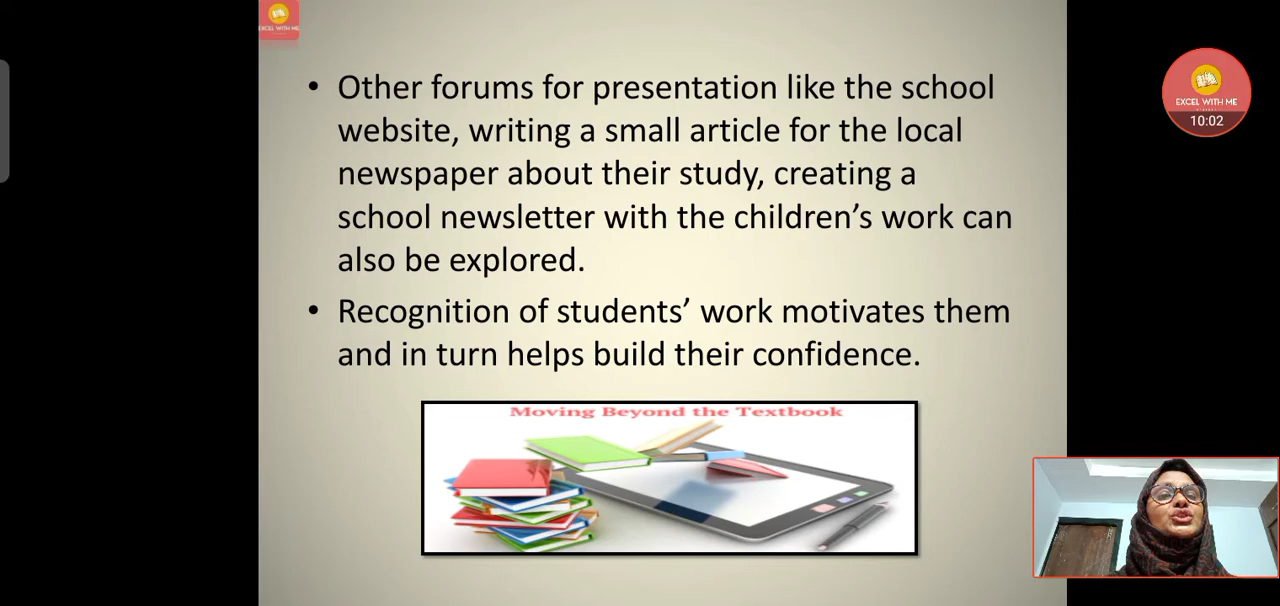 EXCEL WITH ME
• Other forums for presentation like the school
website, writing a small article for the local
newspaper about their study, creating a
school newsletter with the children’s work can
also be explored.
• Recognition of students’ work motivates them
and in turn helps build their confidence.
Moving Beyond the Textbook
EXCEL WITH ME
10:02